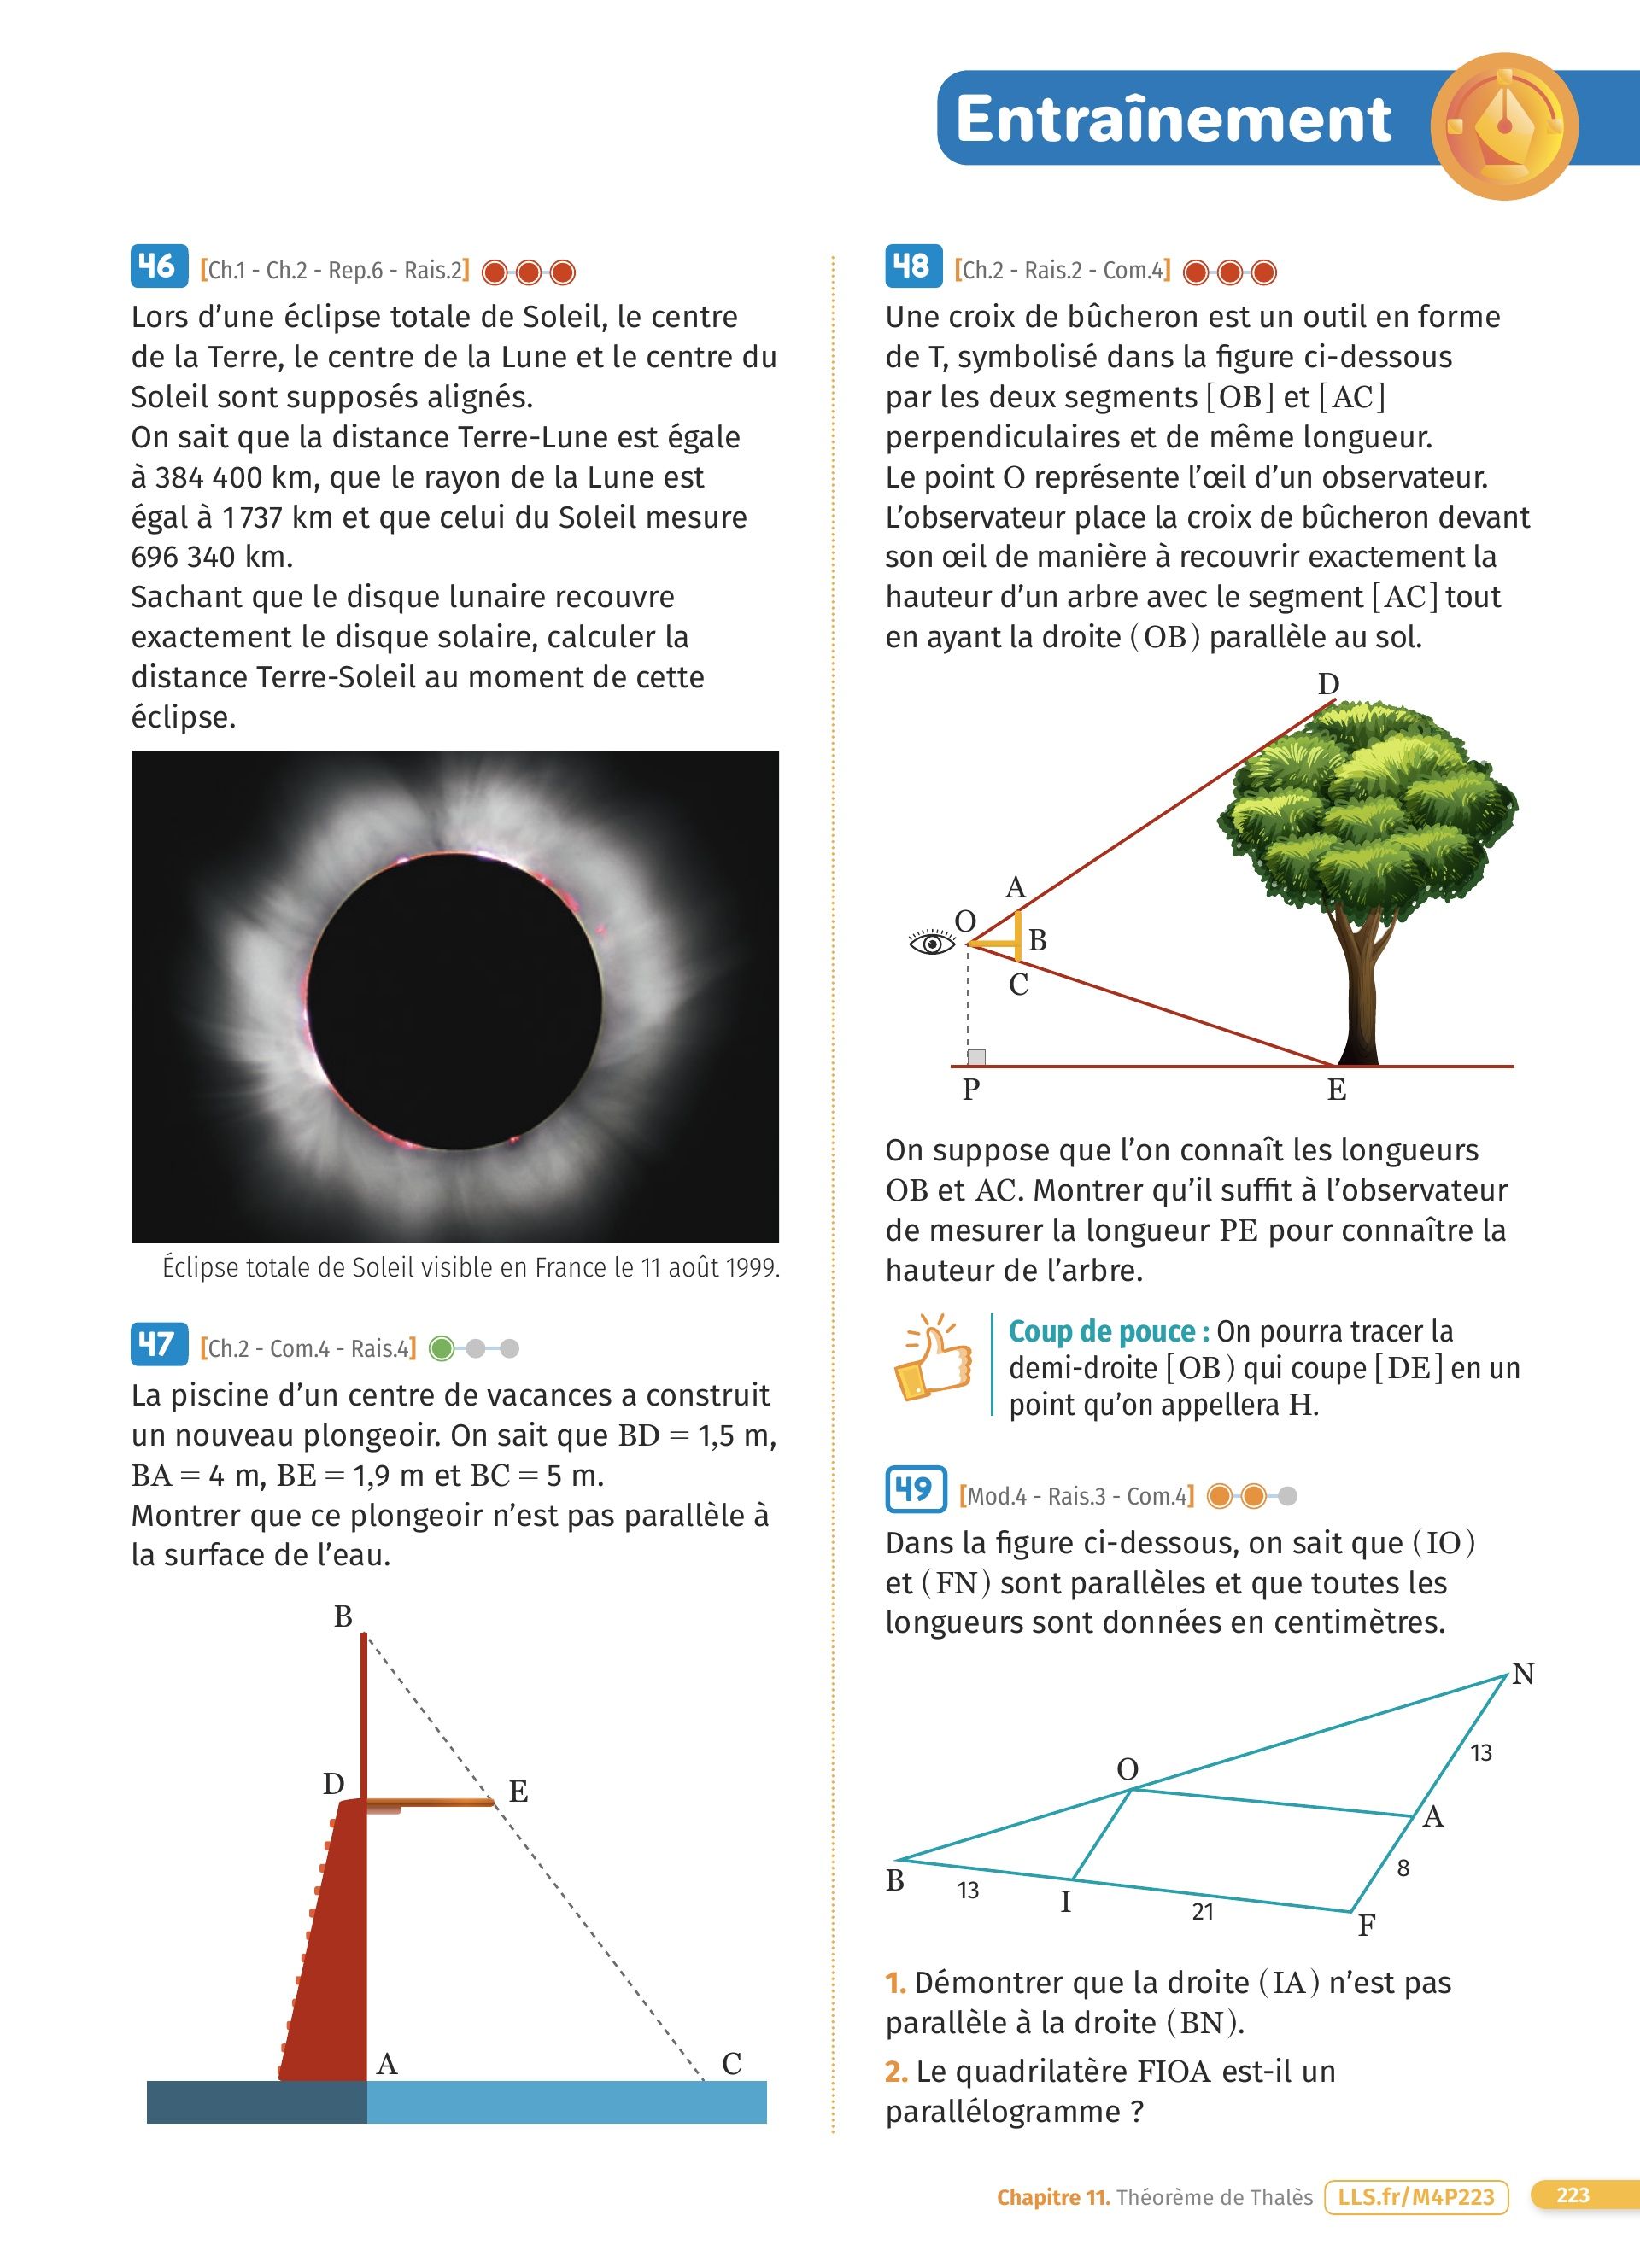 Entraînement
46 [Ch.1 - Ch.2 - Rep.6 - Rais.2]
Lors d'une éclipse totale de Soleil, le centre
de la Terre, le centre de la Lune et le centre du
Soleil sont supposés alignés.
On sait que la distance Terre-Lune est égale
à 384 400 km, que le rayon de la Lune est
égal à 1 737 km et que celui du Soleil mesure
696 340 km.
Sachant que le disque lunaire recouvre
exactement le disque solaire, calculer la
distance Terre-Soleil au moment de cette
éclipse.
Éclipse totale de Soleil visible en France le 11 août 1999.
47 [Ch.2 - Com.4 - Rais.4]
La piscine d'un centre de vacances a construit
un nouveau plongeoir. On sait que BD = 1,5 m,
BA = 4 m, BE = 1,9 m et BC = 5 m.
Montrer que ce plongeoir n'est pas parallèle à
la surface de l'eau.
B
D
E
A
C
48 [Ch.2 - Rais.2 - Com.4]
Une croix de bûcheron est un outil en forme
de T, symbolisé dans la figure ci-dessous
par les deux segments [OB] et [AC]
perpendiculaires et de même longueur.
Le point O représente l'œil d'un observateur.
L'observateur place la croix de bûcheron devant
son œil de manière à recouvrir exactement la
hauteur d'un arbre avec le segment [AC] tout
en ayant la droite (OB) parallèle au sol.
D
A
O
B
C
P
E
On suppose que l'on connaît les longueurs
OB et AC. Montrer qu'il suffit à l'observateur
de mesurer la longueur PE pour connaître la
hauteur de l'arbre.
Coup de pouce : On pourra tracer la
demi-droite [OB) qui coupe [DE] en un
point qu'on appellera H.
49 [Mod.4 - Rais.3 - Com.4]
Dans la figure ci-dessous, on sait que (IO)
et (FN) sont parallèles et que toutes les
longueurs sont données en centimètres.
N
13
O
A
8
B
13
I
21
F
1. Démontrer que la droite (IA) n'est pas
parallèle à la droite (BN).
2. Le quadrilatère FIOA est-il un
parallélogramme ?
Chapitre 11. Théorème de Thalès LLS.fr/M4P223 223